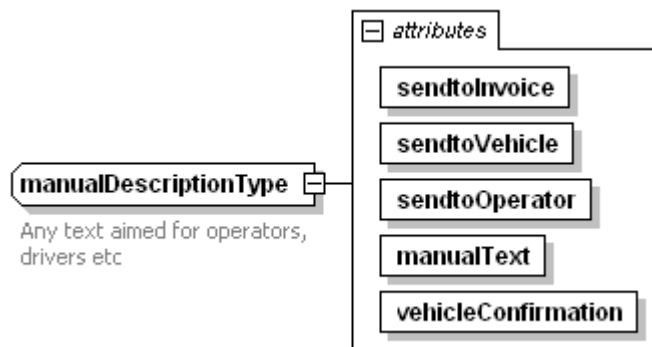 attributes
sendtoInvoice
sendtoVehicle
sendtoOperator
manualText
vehicleConfirmation
manualDescriptionType
Any text aimed for operators,
drivers etc